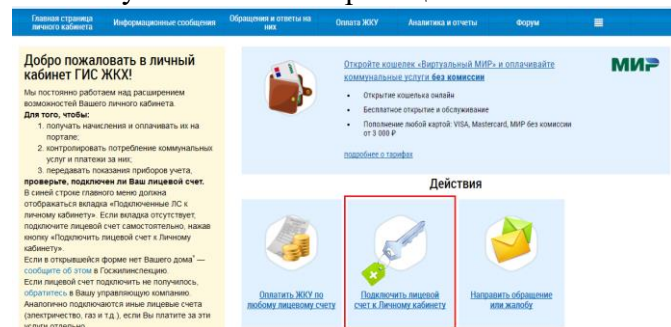 Главная страница личного кабинета
Информационные сообщения
Обращения и ответы на них
Оплата ЖКУ
Аналитика и отчеты
Форум
Добро пожаловать в личный
кабинет ГИС ЖКХ!
Мы постоянно работаем над расширением
возможностей Вашего личного кабинета.
Для того, чтобы:
1. получать начисления и оплачивать их на
портале;
2. контролировать потребление коммунальных
услуг и платежи за них;
3. передавать показания приборов учета,
проверьте, подключен ли Ваш лицевой счет.
В синей строке главного меню должна
отображаться вкладка «Подключенные ЛС к
личному кабинету». Если вкладка отсутствует,
подключите лицевой счет самостоятельно, нажав
кнопку «Подключить лицевой счет к Личному
кабинету».
Если в открывшейся форме нет Вашего дома* —
сообщите об этом в Госжилинспекцию.
Если лицевой счет подключить не получилось,
обратитесь в Вашу управляющую компанию.
Аналогично подключаются иные лицевые счета
(электричество, газ и т.д.), если Вы платите за эти
услуги отдельно.
Откройте кошелек «Виртуальный МИР» и оплачивайте
коммунальные услуги без комиссии
• Открытие кошелька онлайн
• Бесплатное открытие и обслуживание
• Пополнение любой картой: VISA, Mastercard, МИР без комиссии
от 3 000 ₽
подробнее о тарифах
МИР
Действия
Оплатить ЖКУ по
любому лицевому счету
Подключить лицевой
счет к Личному кабинету
Направить обращение
или жалобу